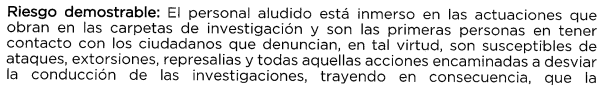 Riesgo demostrable: El personal aludido está inmerso en las actuaciones que
obran en las carpetas de investigación y son las primeras personas en tener
contacto con los ciudadanos que denuncian, en tal virtud, son susceptibles de
ataques, extorsiones, represalias y todas aquellas acciones encaminadas a desviar
la conducción de las investigaciones, trayendo en consecuencia, que la